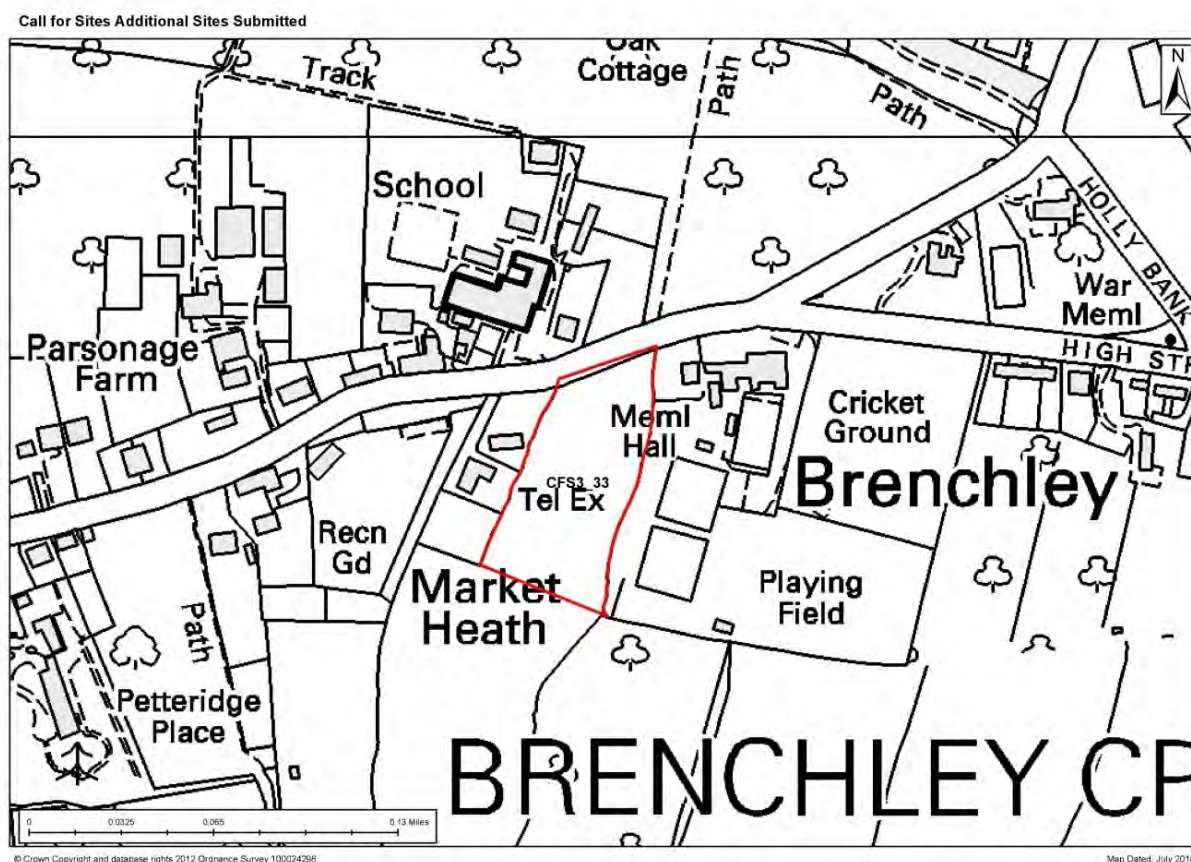 Call for Sites Additional Sites Submitted
Oak
Cottage
Track
Path
Path
N
School
HOLLY BANK
War
Meml
HIGH STR
Parsonage
Farm
Meml
Hall
Cricket
Ground
CFS3_33
Tel Ex
Brenchley
Recn
Gd
Market
Heath
Playing
Field
Path
Petteridge
Place
BRENCHLEY CP
0 0.0325 0.065 0.13 Miles
© Crown Copyright and database rights 2012 Ordnance Survey 100024298
Map Dated: July 201